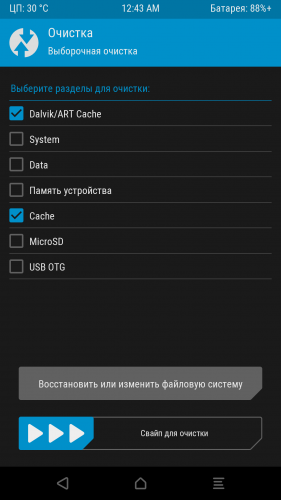 ЦП: 30 °C 12:43 AM Батарея: 88%+
Очистка
Выборочная очистка
Выберите разделы для очистки:
Dalvik/ART Cache
System
Data
Память устройства
Cache
MicroSD
USB OTG
Восстановить или изменить файловую систему
Свайп для очистки